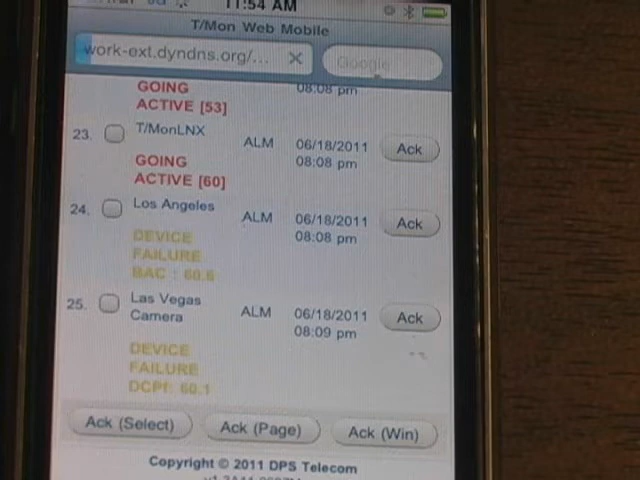 11:54 AM
T/Mon Web Mobile
work-ext.dyndns.org/...
Google
GOING 08:08 pm
ACTIVE [53]
23. T/MonLNX ALM 06/18/2011 Ack
08:08 pm
GOING
ACTIVE [60]
24. Los Angeles ALM 06/18/2011 Ack
08:08 pm
DEVICE
FAILURE
BAC : 60.6
25. Las Vegas ALM 06/18/2011 Ack
Camera 08:09 pm
DEVICE
FAILURE
DCPf: 60.1
Ack (Select) Ack (Page) Ack (Win)
Copyright © 2011 DPS Telecom